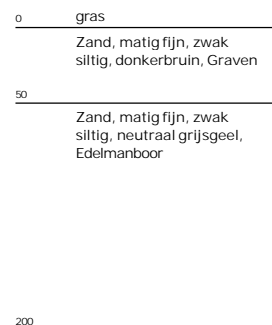 0 gras
Zand, matig fijn, zwak
siltig, donkerbruin, Graven
50
Zand, matig fijn, zwak
siltig, neutraal grijsgeel,
Edelmanboor
200